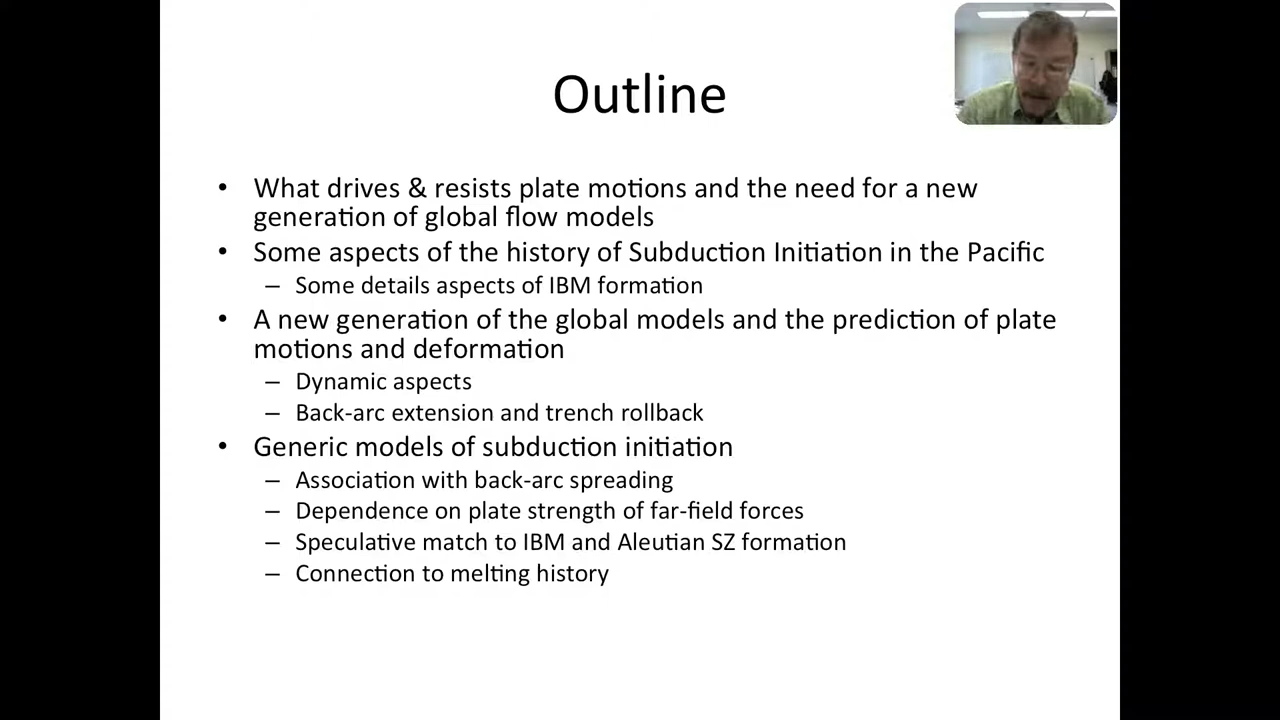 Outline
• What drives & resists plate motions and the need for a new
generation of global flow models
• Some aspects of the history of Subduction Initiation in the Pacific
– Some details aspects of IBM formation
• A new generation of the global models and the prediction of plate
motions and deformation
– Dynamic aspects
– Back-arc extension and trench rollback
• Generic models of subduction initiation
– Association with back-arc spreading
– Dependence on plate strength of far-field forces
– Speculative match to IBM and Aleutian SZ formation
– Connection to melting history